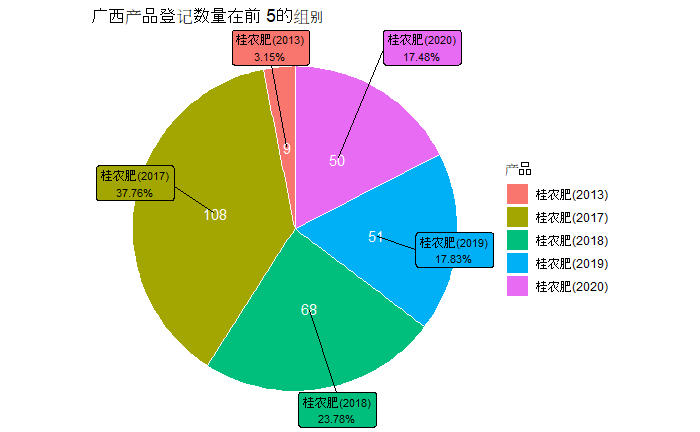 广西产品登记数量在前 5的组别
桂农肥(2013)
3.15%
桂农肥(2020)
17.48%
9
50
桂农肥(2017)
37.76%
108
51
桂农肥(2019)
17.83%
68
桂农肥(2018)
23.78%
产品
桂农肥(2013)
桂农肥(2017)
桂农肥(2018)
桂农肥(2019)
桂农肥(2020)